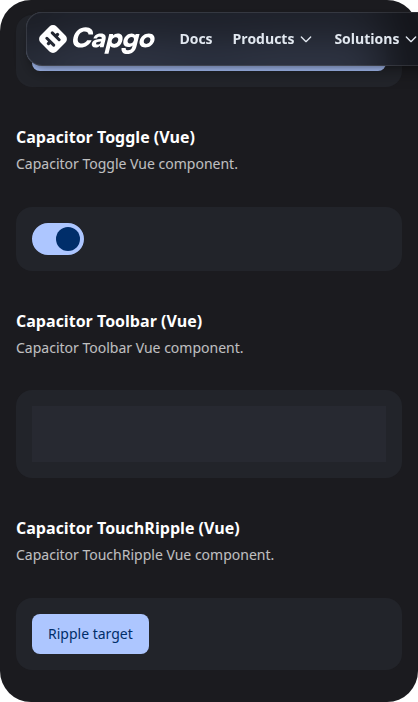 Capgo Docs Products Solutions
Capacitor Toggle (Vue)
Capacitor Toggle Vue component.
Capacitor Toolbar (Vue)
Capacitor Toolbar Vue component.
Capacitor TouchRipple (Vue)
Capacitor TouchRipple Vue component.
Ripple target